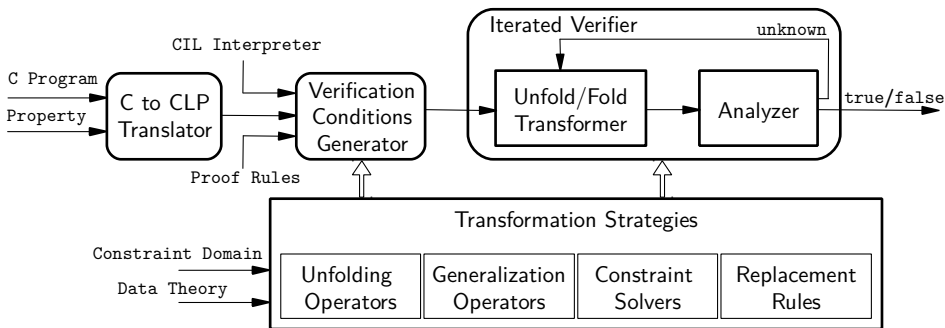 Iterated Verifier
unknown
CIL Interpreter
C Program
Property
C to CLP
Translator
Verification
Conditions
Generator
Unfold/Fold
Transformer
Analyzer
true/false
Proof Rules
Transformation Strategies
Constraint Domain
Data Theory
Unfolding
Operators
Generalization
Operators
Constraint
Solvers
Replacement
Rules